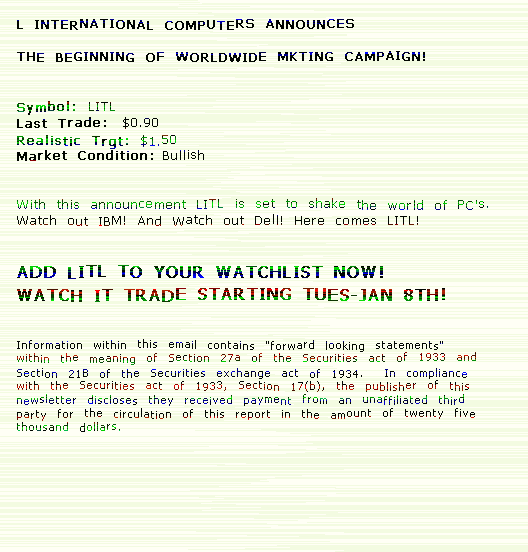 L INTERNATIONAL COMPUTERS ANNOUNCES
THE BEGINNING OF WORLDWIDE MKTING CAMPAIGN!
Symbol: LITL
Last Trade: $0.90
Realistic Trgt: $1.50
Market Condition: Bullish
With this announcement LITL is set to shake the world of PC's.
Watch out IBM! And Watch out Dell! Here comes LITL!
ADD LITL TO YOUR WATCHLIST NOW!
WATCH IT TRADE STARTING TUES-JAN 8TH!
Information within this email contains "forward looking statements"
within the meaning of Section 27a of the Securities act of 1933 and
Section 21B of the Securities exchange act of 1934. In compliance
with the Securities act of 1933, Section 17(b), the publisher of this
newsletter discloses they received payment from an unaffiliated third
party for the circulation of this report in the amount of twenty five
thousand dollars.